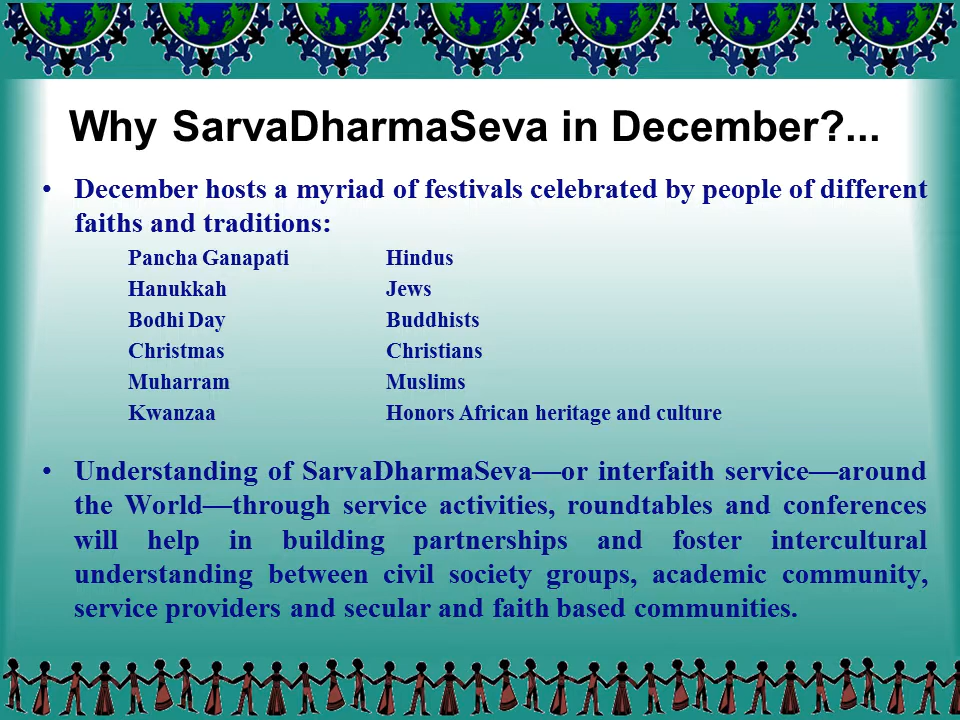 Why SarvaDharmaSeva in December?...
• December hosts a myriad of festivals celebrated by people of different
faiths and traditions:
Pancha Ganapati Hindus
Hanukkah Jews
Bodhi Day Buddhists
Christmas Christians
Muharram Muslims
Kwanzaa Honors African heritage and culture
• Understanding of SarvaDharmaSeva—or interfaith service—around
the World—through service activities, roundtables and conferences
will help in building partnerships and foster intercultural
understanding between civil society groups, academic community,
service providers and secular and faith based communities.